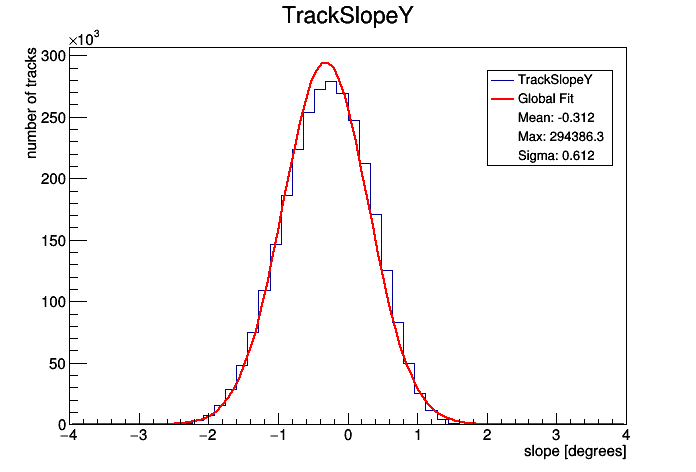 TrackSlopeY
×10³
number of tracks
300
250
200
150
100
50
0
TrackSlopeY
Global Fit
Mean: -0.312
Max: 294386.3
Sigma: 0.612
−4 −3 −2 −1 0 1 2 3 4
slope [degrees]